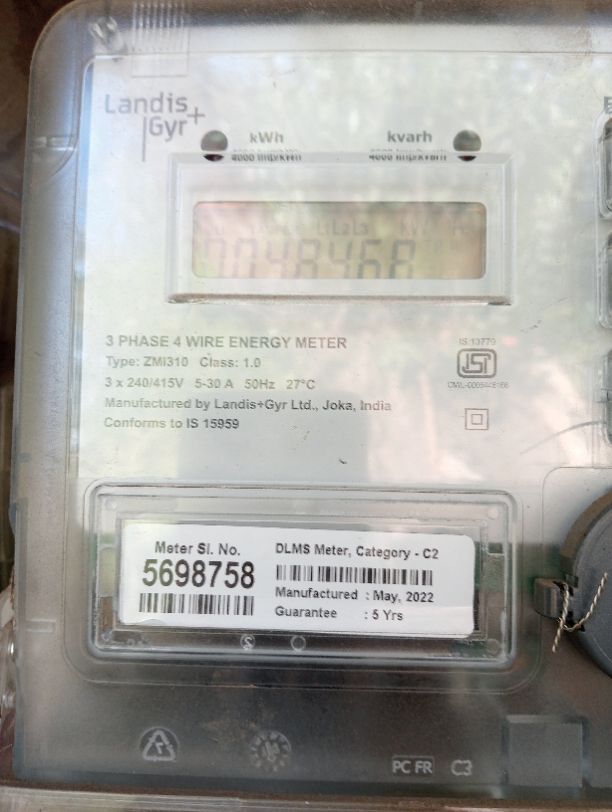 Landis
Gyr+
kWh
kvarh
048468
3 PHASE 4 WIRE ENERGY METER
Type: ZMI310 Class: 1.0
3 x 240/415V 5-30 A 50Hz 27°C
Manufactured by Landis+Gyr Ltd., Joka, India
Conforms to IS 15959
IS 13779
Meter Sl. No.
5698758
DLMS Meter, Category - C2
Manufactured : May, 2022
Guarantee : 5 Yrs
PC FR